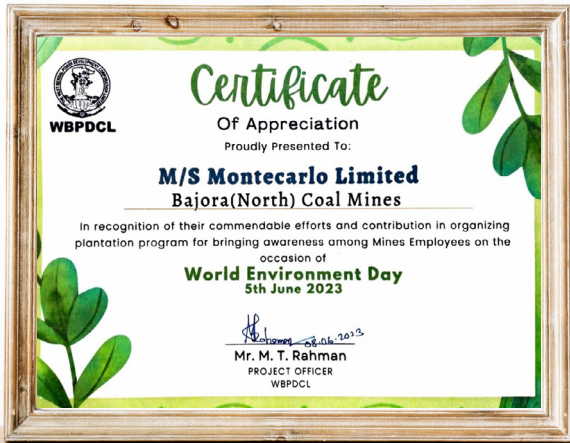 WBPDCL
Certificate
Of Appreciation
Proudly Presented To:
M/S Montecarlo Limited
Bajora(North) Coal Mines
In recognition of their commendable efforts and contribution in organizing
plantation program for bringing awareness among Mines Employees on the
occasion of
World Environment Day
5th June 2023
08.06.2023
Mr. M. T. Rahman
PROJECT OFFICER
WBPDCL